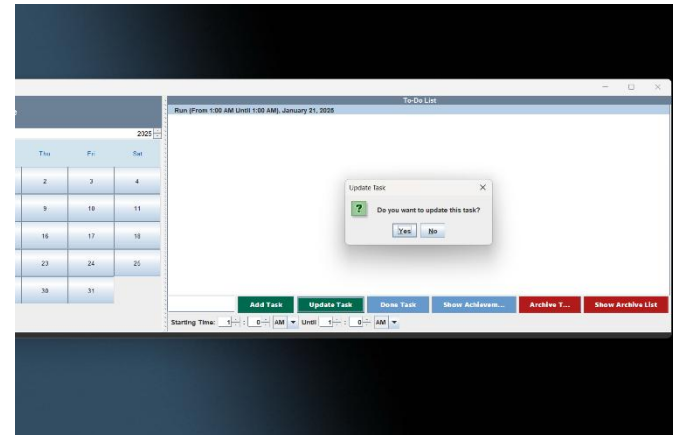 To-Do List
Run (From 1:00 AM Until 1:00 AM), January 21, 2025
2025
Thu Fri Sat
2 3 4
9 10 11
16 17 18
23 24 25
30 31
Update Task
Do you want to update this task?
Yes No
Add Task Update Task Done Task Show Achievem... Archive T... Show Archive List
Starting Time: 1 : 0 AM Until 1 : 0 AM